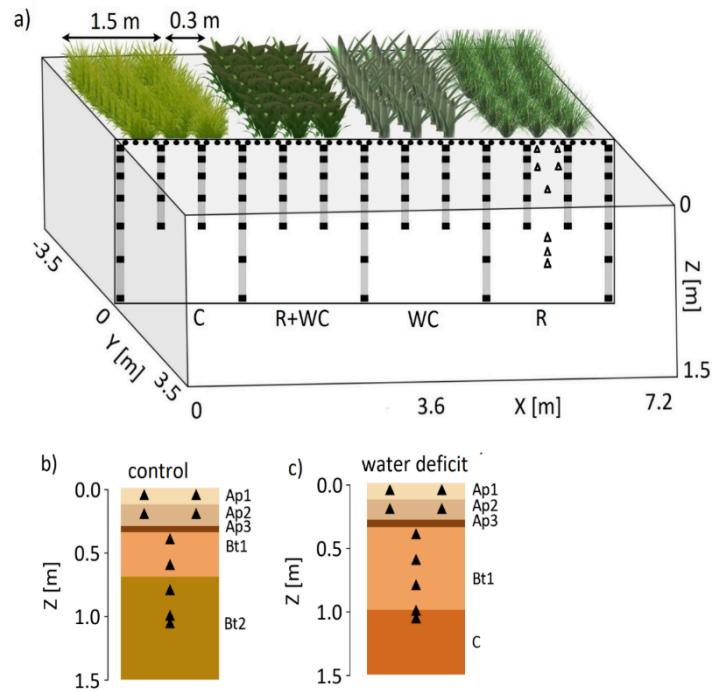 a)
1.5 m
0.3 m
0
Z [m]
1.5
-3.5
0
Y [m]
3.5
C
R+WC
WC
R
0
3.6
X [m]
7.2
b)
control
0.0
0.5
1.0
1.5
Z [m]
Ap1
Ap2
Ap3
Bt1
Bt2
c)
water deficit
0.0
0.5
1.0
1.5
Z [m]
Ap1
Ap2
Ap3
Bt1
C